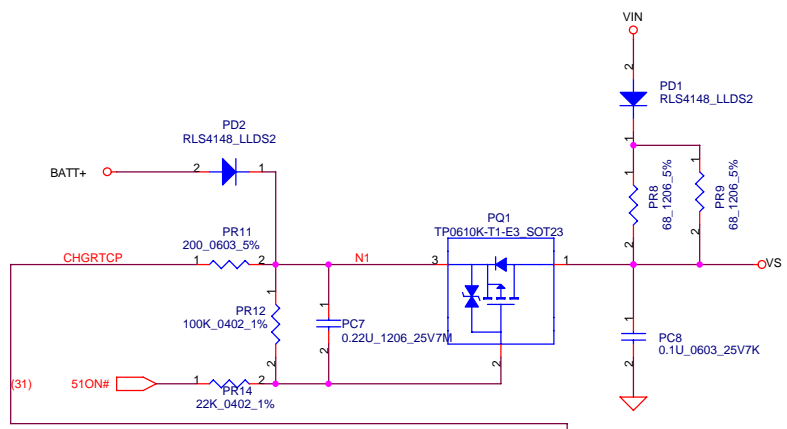 VIN
2
PD1
RLS4148_LLDS2
1
PD2
RLS4148_LLDS2
BATT+
2
1
1
1
PR8
68_1206_5%
PR9
68_1206_5%
2
2
PR11
200_0603_5%
PQ1
TP0610K-T1-E3_SOT23
CHGRTCP
1
2
N1
3
1
VS
1
PR12
100K_0402_1%
2
1
PC7
0.22U_1206_25V7M
2
1
PC8
0.1U_0603_25V7K
2
2
(31)
51ON#
1
2
PR14
22K_0402_1%